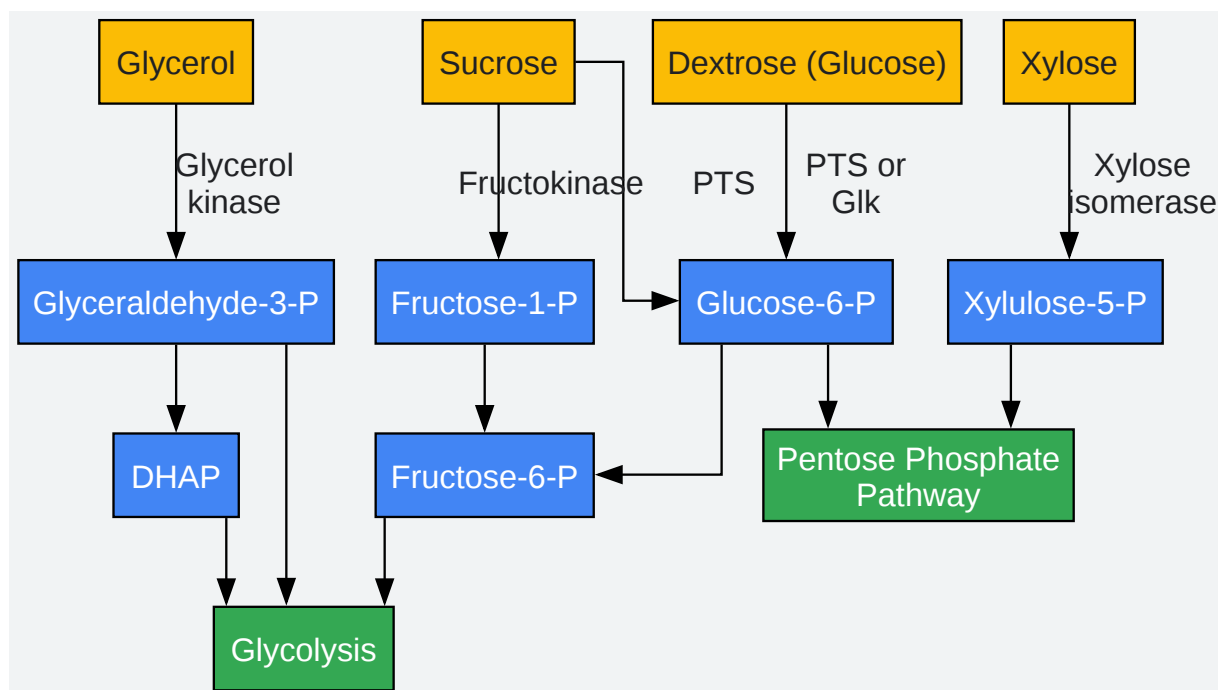 Glycerol
Sucrose
Dextrose (Glucose)
Xylose
Glycerol
kinase
Fructokinase
PTS
PTS or
Glk
Xylose
isomerase
Glyceraldehyde-3-P
Fructose-1-P
Glucose-6-P
Xylulose-5-P
DHAP
Fructose-6-P
Pentose Phosphate
Pathway
Glycolysis